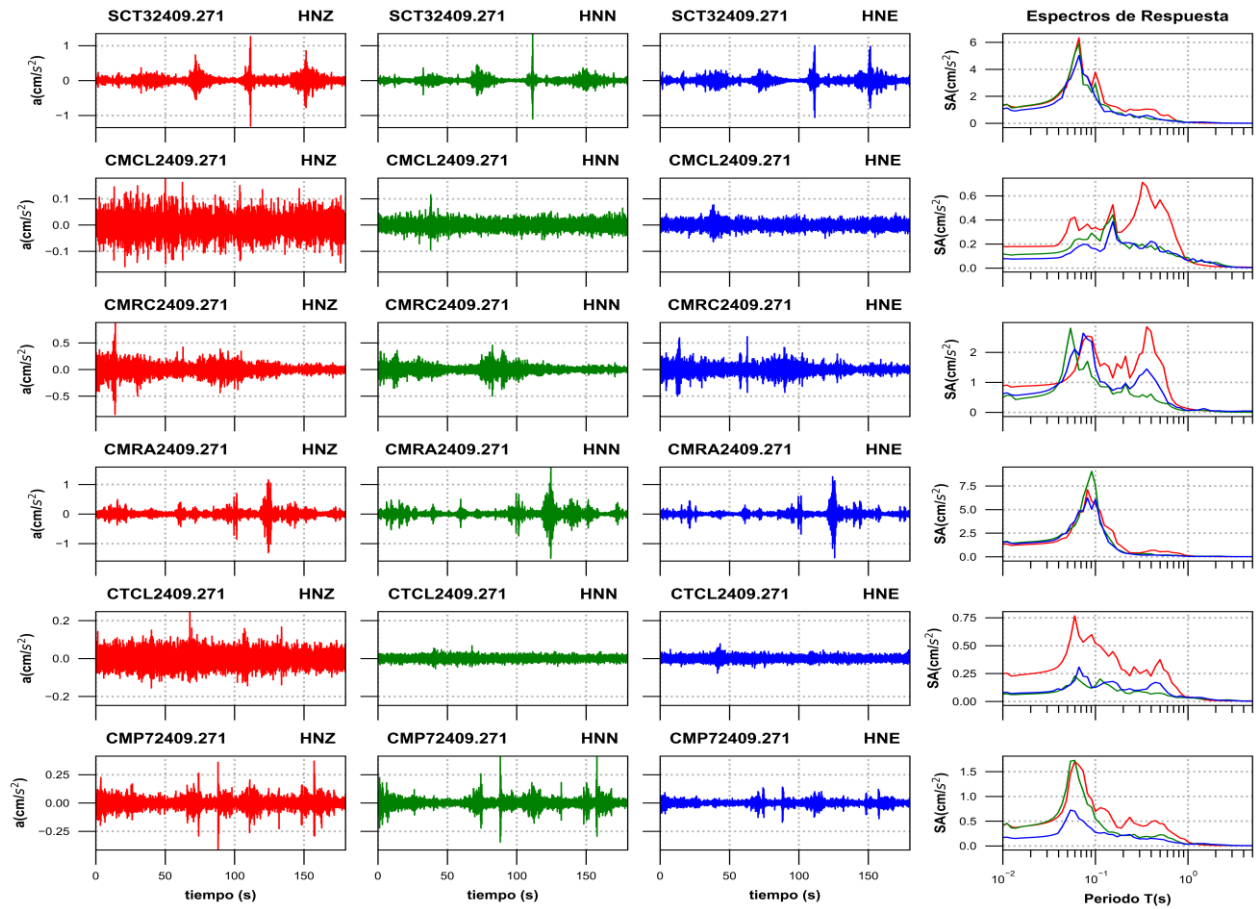 SCT32409.271 HNZ SCT32409.271 HNN SCT32409.271 HNE Espectros de Respuesta
a(cm/s²) 1 0 −1
SA(cm/s²) 6 4 2 0
CMCL2409.271 HNZ CMCL2409.271 HNN CMCL2409.271 HNE
a(cm/s²) 0.1 0.0 −0.1
SA(cm/s²) 0.6 0.4 0.2 0.0
CMRC2409.271 HNZ CMRC2409.271 HNN CMRC2409.271 HNE
a(cm/s²) 0.5 0.0 −0.5
SA(cm/s²) 2 1 0
CMRA2409.271 HNZ CMRA2409.271 HNN CMRA2409.271 HNE
a(cm/s²) 1 0 −1
SA(cm/s²) 7.5 5.0 2.5 0.0
CTCL2409.271 HNZ CTCL2409.271 HNN CTCL2409.271 HNE
a(cm/s²) 0.2 0.0 −0.2
SA(cm/s²) 0.75 0.50 0.25 0.00
CMP72409.271 HNZ CMP72409.271 HNN CMP72409.271 HNE
a(cm/s²) 0.25 0.00 −0.25
SA(cm/s²) 1.5 1.0 0.5 0.0
0 50 100 150 0 50 100 150 0 50 100 150 10⁻² 10⁻¹ 10⁰
tiempo (s) tiempo (s) tiempo (s) Periodo T(s)